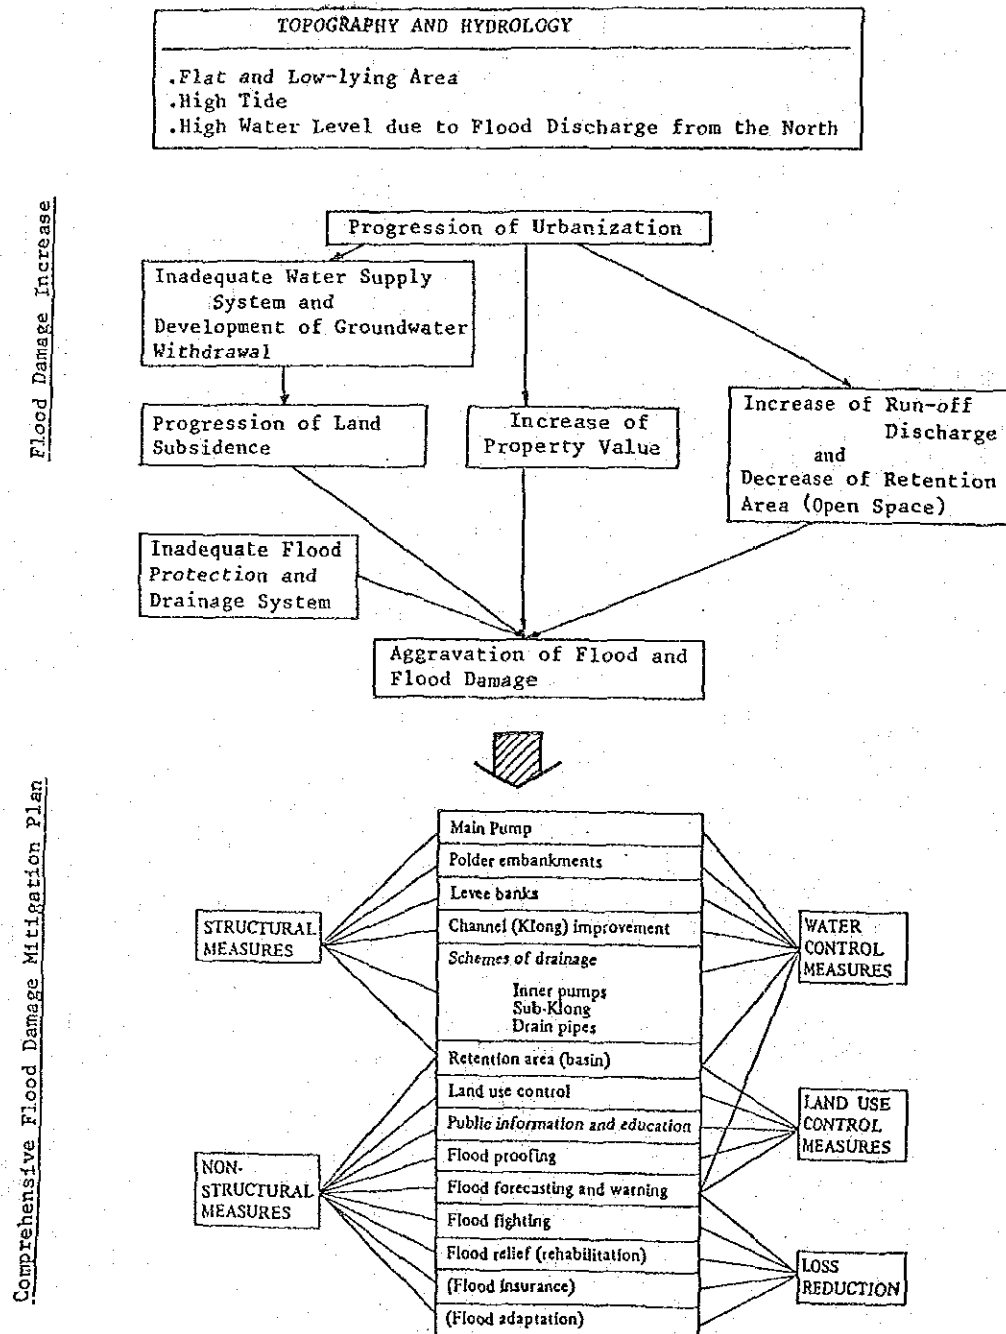 TOPOGRAPHY AND HYDROLOGY
.Flat and Low-lying Area
.High Tide
.High Water Level due to Flood Discharge from the North
Flood Damage Increase
Progression of Urbanization
Inadequate Water Supply
System and
Development of Groundwater
Withdrawal
Progression of Land
Subsidence
Increase of
Property Value
Increase of Run-off
Discharge
and
Decrease of Retention
Area (Open Space)
Inadequate Flood
Protection and
Drainage System
Aggravation of Flood and
Flood Damage
Comprehensive Flood Damage Mitigation Plan
STRUCTURAL
MEASURES
NON-
STRUCTURAL
MEASURES
Main Pump
Polder embankments
Levee banks
Channel (Klong) improvement
Schemes of drainage
Inner pumps
Sub-Klong
Drain pipes
Retention area (basin)
Land use control
Public information and education
Flood proofing
Flood forecasting and warning
Flood fighting
Flood relief (rehabilitation)
(Flood insurance)
(Flood adaptation)
WATER
CONTROL
MEASURES
LAND USE
CONTROL
MEASURES
LOSS
REDUCTION